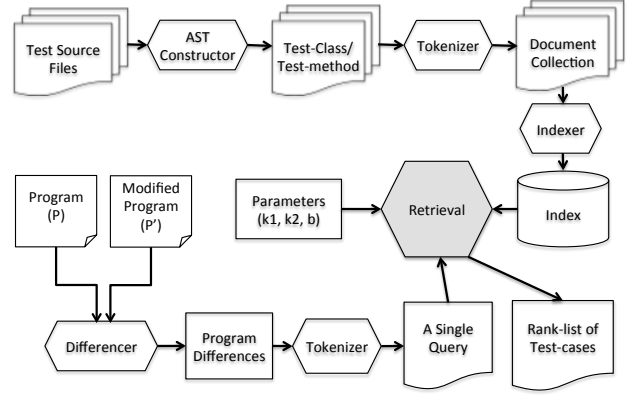 Test Source
Files
AST
Constructor
Test-Class/
Test-method
Tokenizer
Document
Collection
Indexer
Program
(P)
Modified
Program
(P')
Parameters
(k1, k2, b)
Retrieval
Index
Differencer
Program
Differences
Tokenizer
A Single
Query
Rank-list of
Test-cases